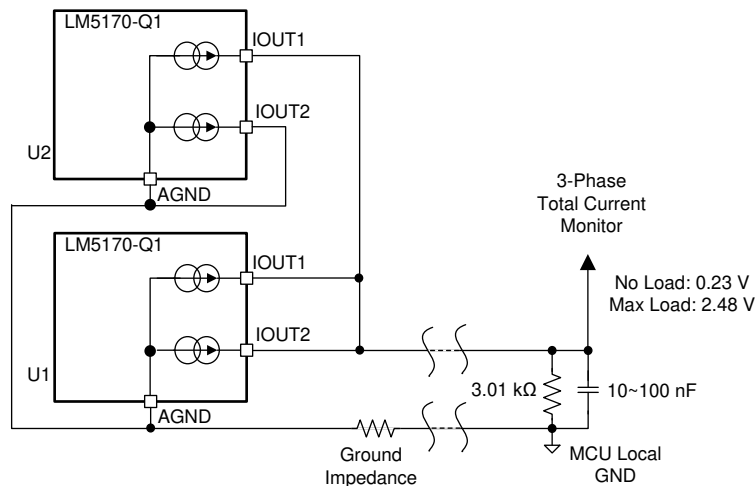 LM5170-Q1
IOUT1
IOUT2
U2
AGND
3-Phase
Total Current
Monitor
LM5170-Q1
IOUT1
No Load: 0.23 V
Max Load: 2.48 V
IOUT2
U1
3.01 kΩ
10~100 nF
AGND
Ground
Impedance
MCU Local
GND